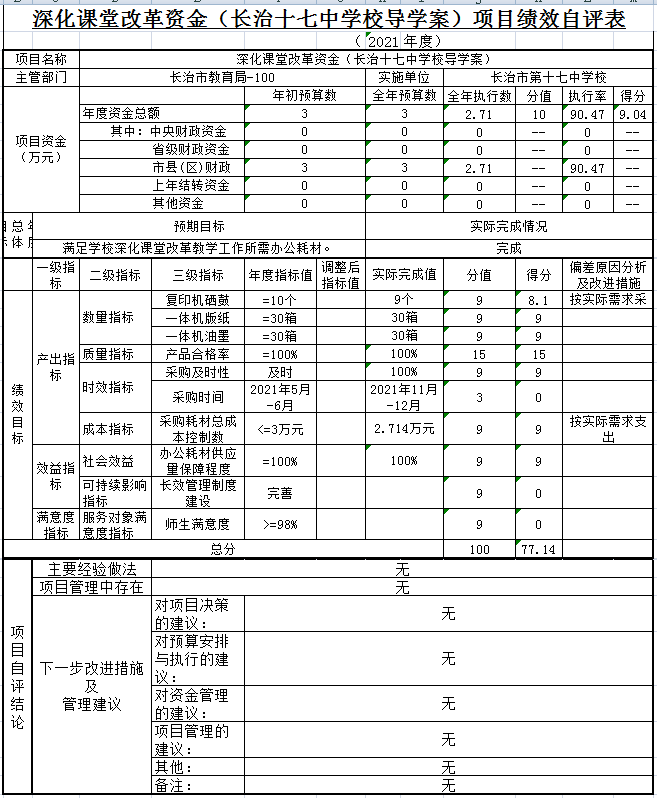 深化课堂改革资金（长治十七中学校导学案）项目绩效自评表
（ 2021 年度）
项目名称 深化课堂改革资金（长治十七中学校导学案）
主管部门 长治市教育局-100 实施单位 长治市第十七中学校
项目资金（万元） 年初预算数 全年预算数 全年执行数 分值 执行率 得分
年度资金总额 3 3 2.71 10 90.47 9.04
其中：中央财政资金 0 0 0 -- 0 --
省级财政资金 0 0 0 -- 0 --
市县(区)财政 3 3 2.71 -- 90.47 --
上年结转资金 0 0 0 -- 0 --
其他资金 0 0 0 -- 0 --
总体 预期目标 实际完成情况
满足学校深化课堂改革教学工作所需办公耗材。 完成
绩效目标 一级指标 二级指标 三级指标 年度指标值 调整后指标值 实际完成值 分值 得分 偏差原因分析及改进措施
产出指标 数量指标 复印机硒鼓 =10个 9个 9 8.1 按实际需求采
一体机版纸 =30箱 30箱 9 9
一体机油墨 =30箱 30箱 9 9
质量指标 产品合格率 =100% 100% 15 15
时效指标 采购及时性 及时 100% 9 9
采购时间 2021年5月-6月 2021年11月-12月 3 0
成本指标 采购耗材总成本控制数 <=3万元 2.714万元 9 9 按实际需求支出
效益指标 社会效益 办公耗材供应量保障程度 =100% 100% 9 9
可持续影响指标 长效管理制度建设 完善 9 0
满意度指标 服务对象满意度指标 师生满意度 >=98% 9 0
总分 100 77.14
项目自评结论 主要经验做法 无
项目管理中存在 无
下一步改进措施及管理建议 对项目决策的建议： 无
对预算安排与执行的建议： 无
对资金管理的建议： 无
项目管理的建议： 无
其他： 无
备注： 无